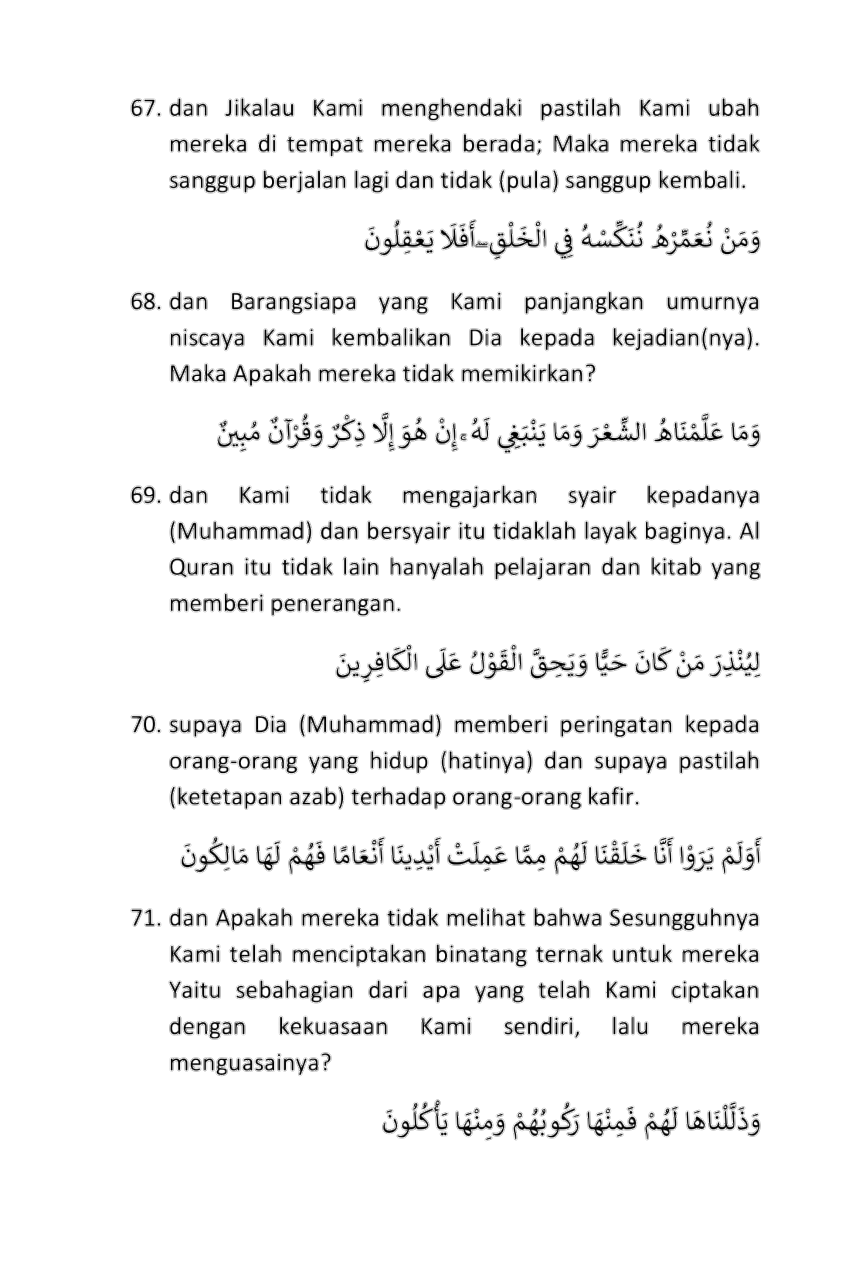 67. dan Jikalau Kami menghendaki pastilah Kami ubah
mereka di tempat mereka berada; Maka mereka tidak
sanggup berjalan lagi dan tidak (pula) sanggup kembali.
وَمَنْ نُعَمِّرْهُ نُنَكِّسْهُ فِي الْخَلْقِ ۖ أَفَلَا يَعْقِلُونَ
68. dan Barangsiapa yang Kami panjangkan umurnya
niscaya Kami kembalikan Dia kepada kejadian(nya).
Maka Apakah mereka tidak memikirkan?
وَمَا عَلَّمْنَاهُ الشِّعْرَ وَمَا يَنْبَغِي لَهُ ۚ إِنْ هُوَ إِلَّا ذِكْرٌ وَقُرْآنٌ مُبِينٌ
69. dan Kami tidak mengajarkan syair kepadanya
(Muhammad) dan bersyair itu tidaklah layak baginya. Al
Quran itu tidak lain hanyalah pelajaran dan kitab yang
memberi penerangan.
لِيُنْذِرَ مَنْ كَانَ حَيًّا وَيَحِقَّ الْقَوْلُ عَلَى الْكَافِرِينَ
70. supaya Dia (Muhammad) memberi peringatan kepada
orang-orang yang hidup (hatinya) dan supaya pastilah
(ketetapan azab) terhadap orang-orang kafir.
أَوَلَمْ يَرَوْا أَنَّا خَلَقْنَا لَهُمْ مِمَّا عَمِلَتْ أَيْدِينَا أَنْعَامًا فَهُمْ لَهَا مَالِكُونَ
71. dan Apakah mereka tidak melihat bahwa Sesungguhnya
Kami telah menciptakan binatang ternak untuk mereka
Yaitu sebahagian dari apa yang telah Kami ciptakan
dengan kekuasaan Kami sendiri, lalu mereka
menguasainya?
وَذَلَّلْنَاهَا لَهُمْ فَمِنْهَا رَكُوبُهُمْ وَمِنْهَا يَأْكُلُونَ